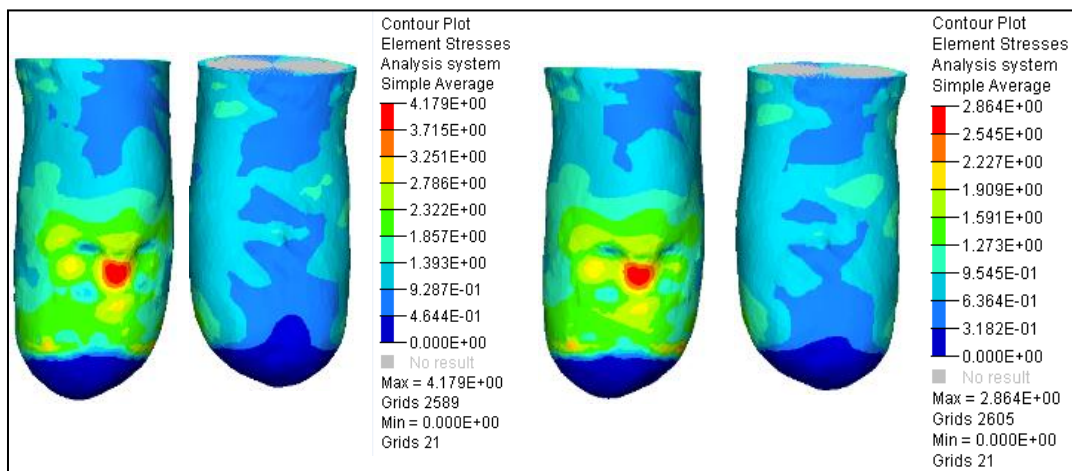 Contour Plot
Element Stresses
Analysis system
Simple Average
4.179E+00
3.715E+00
3.251E+00
2.786E+00
2.322E+00
1.857E+00
1.393E+00
9.287E-01
4.644E-01
0.000E+00
No result
Max = 4.179E+00
Grids 2589
Min = 0.000E+00
Grids 21
Contour Plot
Element Stresses
Analysis system
Simple Average
2.864E+00
2.545E+00
2.227E+00
1.909E+00
1.591E+00
1.273E+00
9.545E-01
6.364E-01
3.182E-01
0.000E+00
No result
Max = 2.864E+00
Grids 2605
Min = 0.000E+00
Grids 21